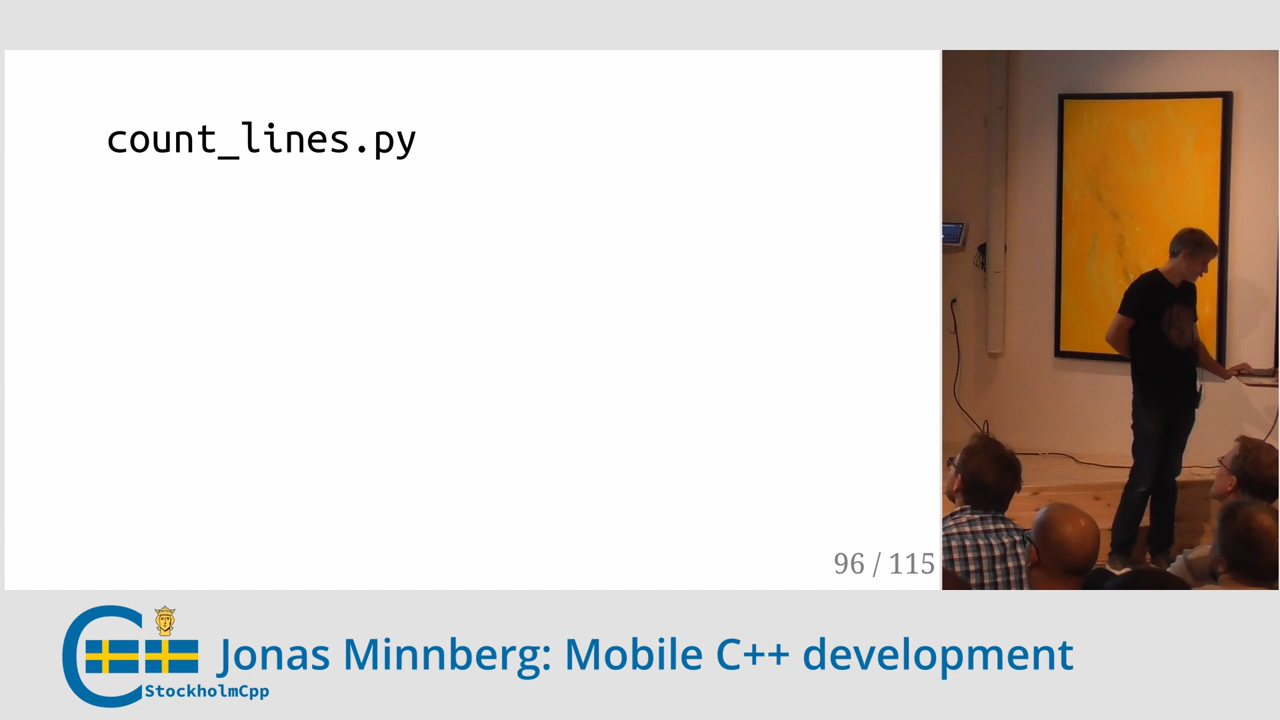 count_lines.py
96 / 115
Jonas Minnberg: Mobile C++ development
StockholmCpp